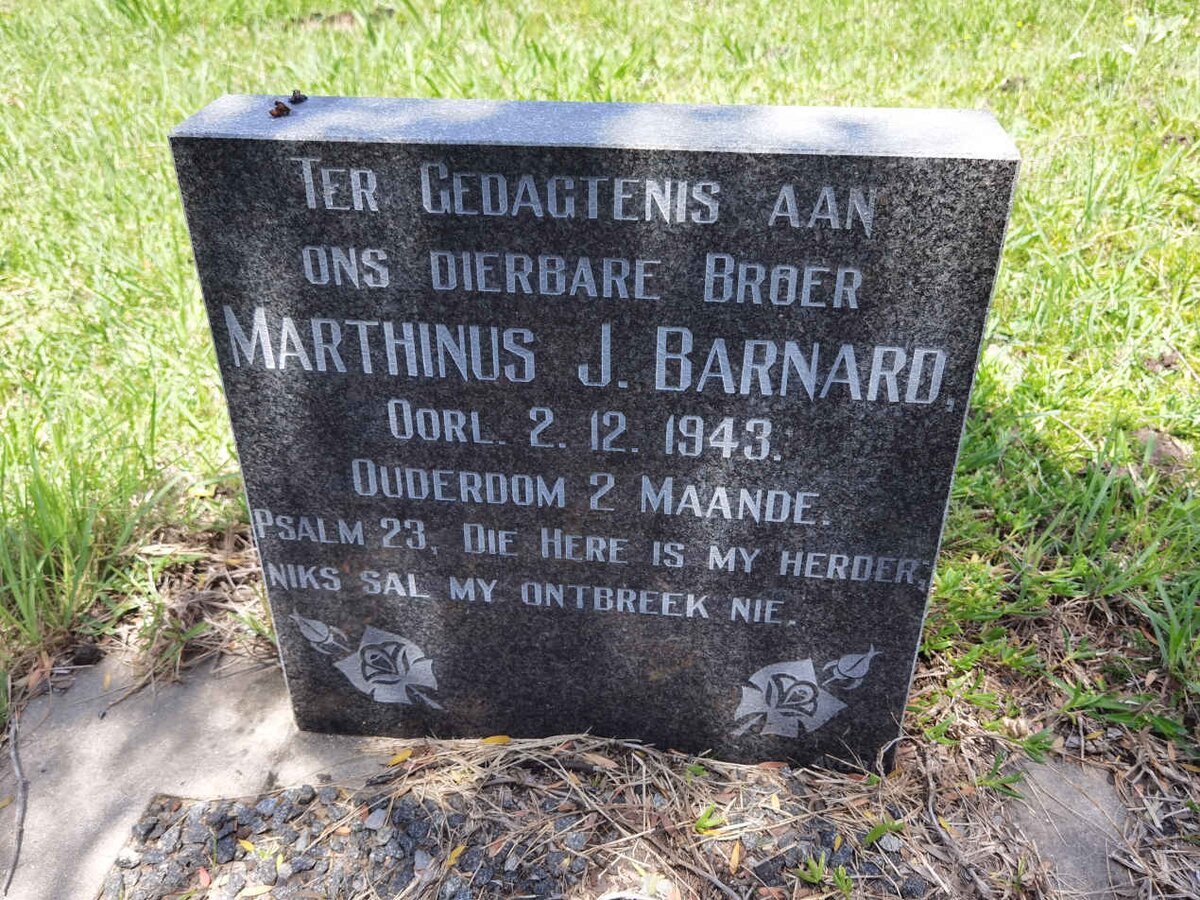 Ter Gedagtenis aan
ons dierbare Broer
Marthinus J. Barnard,
Oorl. 2. 12. 1943.
Ouderdom 2 Maande.
Psalm 23, Die Here is my herder;
niks sal my ontbreek nie.